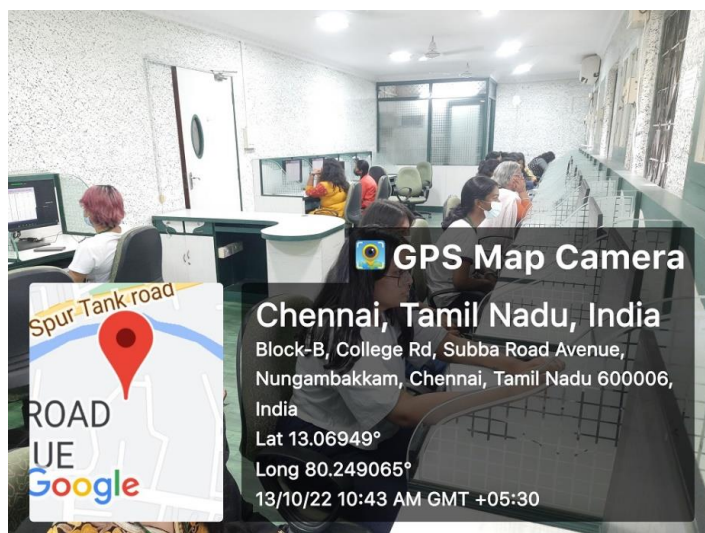 GPS Map Camera
Spur Tank road
ROAD
UE
Google
Chennai, Tamil Nadu, India
Block-B, College Rd, Subba Road Avenue,
Nungambakkam, Chennai, Tamil Nadu 600006,
India
Lat 13.06949°
Long 80.249065°
13/10/22 10:43 AM GMT +05:30